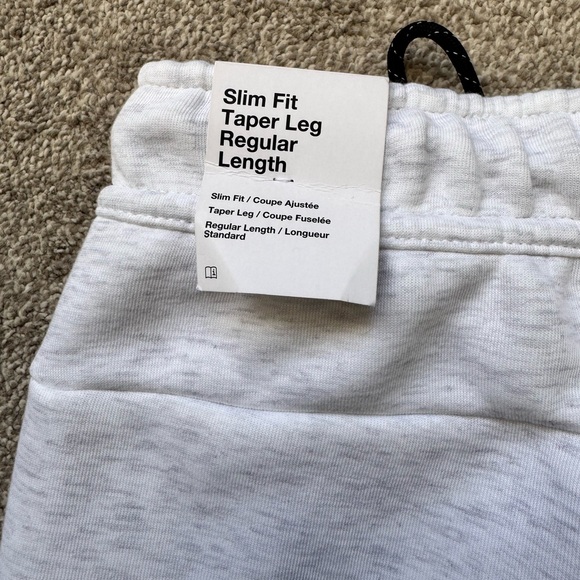 Slim Fit
Taper Leg
Regular
Length
Slim Fit / Coupe Ajustée
Taper Leg / Coupe Fuselée
Regular Length / Longueur
Standard